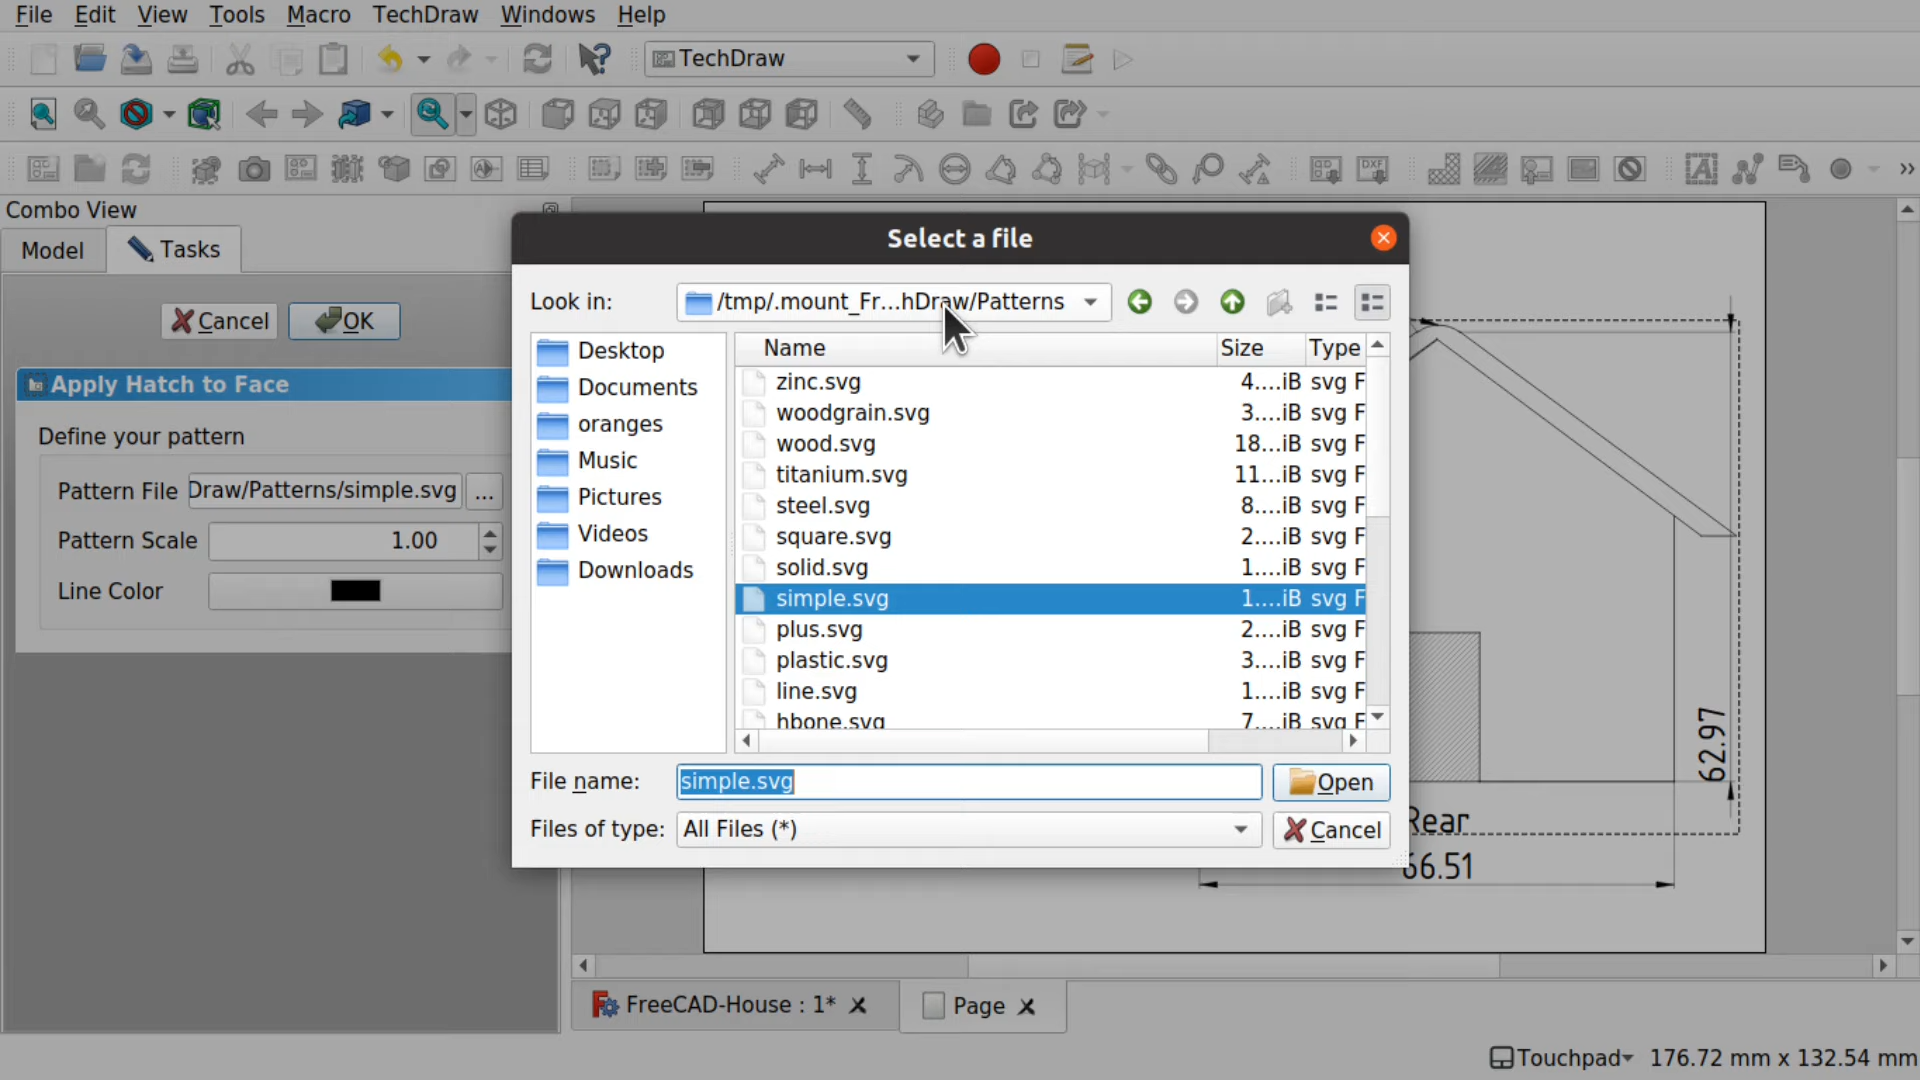 File Edit View Tools Macro TechDraw Windows Help
TechDraw
DXF
Combo View
Model
Tasks
Cancel
OK
Apply Hatch to Face
Define your pattern
Pattern File
Draw/Patterns/simple.svg
...
Pattern Scale
1.00
Line Color
Select a file
Look in:
/tmp/.mount_Fr...hDraw/Patterns
Desktop
Documents
oranges
Music
Pictures
Videos
Downloads
Name Size Type
zinc.svg 4....iB svg F
woodgrain.svg 3....iB svg F
wood.svg 18...iB svg F
titanium.svg 11...iB svg F
steel.svg 8....iB svg F
square.svg 2....iB svg F
solid.svg 1....iB svg F
simple.svg 1....iB svg F
plus.svg 2....iB svg F
plastic.svg 3....iB svg F
line.svg 1....iB svg F
hbone.svg 7....iB svg F
File name:
simple.svg
Open
Files of type:
All Files (*)
Cancel
62.97
Rear
66.51
FreeCAD-House : 1*
Page
Touchpad 176.72 mm x 132.54 mm